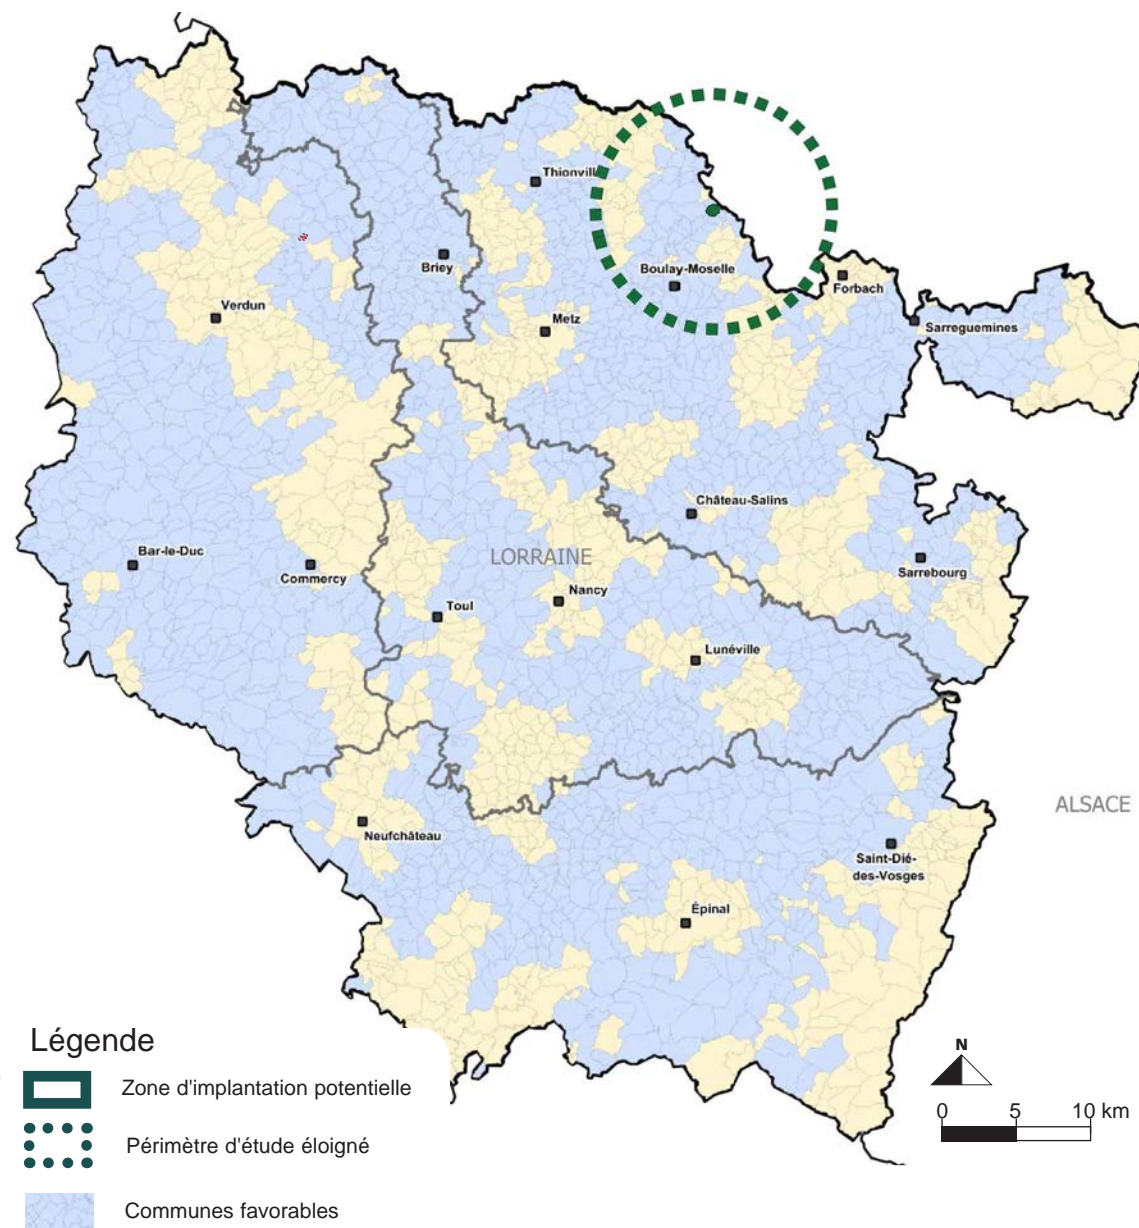 Thionville
Briey
Boulay-Moselle
Forbach
Verdun
Metz
Sarreguemines
Château-Salins
Bar-le-Duc
LORRAINE
Sarrebourg
Commercy
Nancy
Toul
Lunéville
ALSACE
Neufchâteau
Saint-Dié-
des-Vosges
Épinal
Légende
Zone d'implantation potentielle
Périmètre d'étude éloigné
Communes favorables
N
0 5 10 km